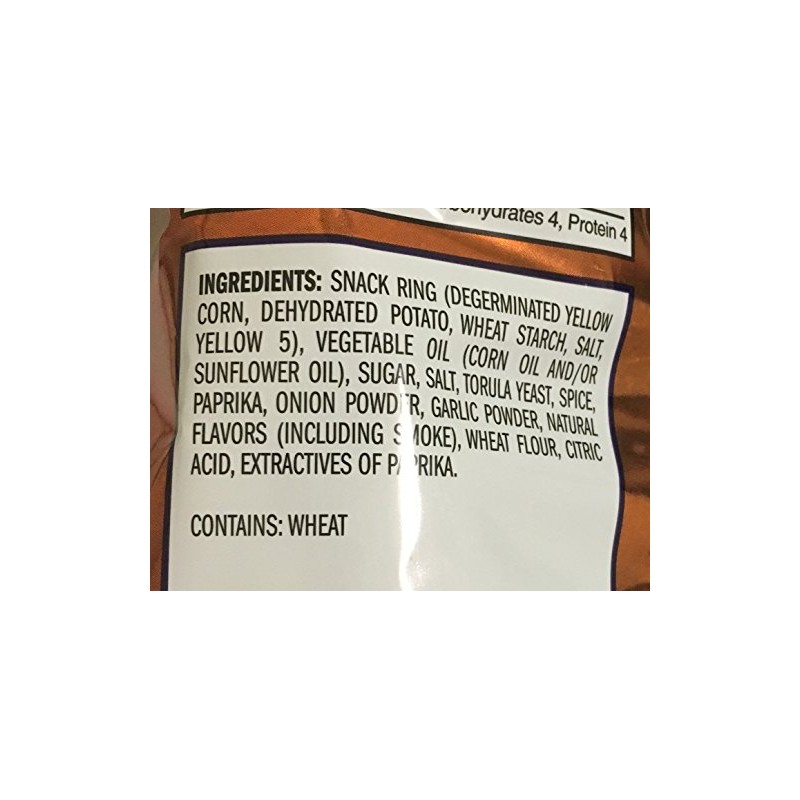 drates 4, Protein 4
INGREDIENTS: SNACK RING (DEGERMINATED YELLOW
CORN, DEHYDRATED POTATO, WHEAT STARCH, SALT,
YELLOW 5), VEGETABLE OIL (CORN OIL AND/OR
SUNFLOWER OIL), SUGAR, SALT, TORULA YEAST, SPICE,
PAPRIKA, ONION POWDER, GARLIC POWDER, NATURAL
FLAVORS (INCLUDING SMOKE), WHEAT FLOUR, CITRIC
ACID, EXTRACTIVES OF PAPRIKA.
CONTAINS: WHEAT